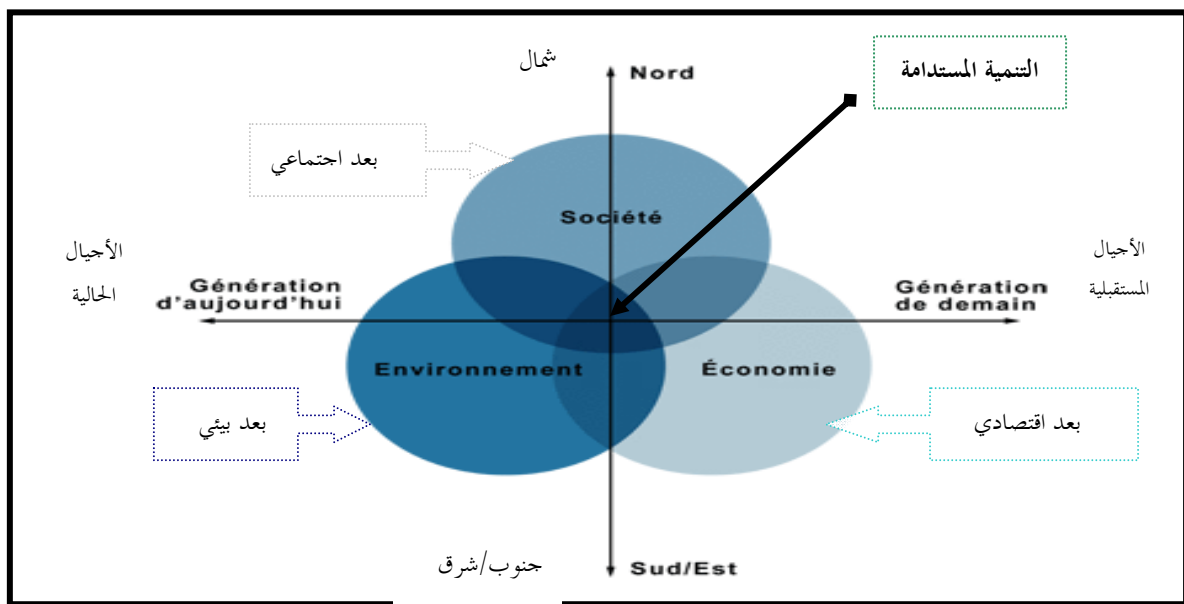 شمال
Nord
التنمية المستدامة
بعد اجتماعي
Société
الأجيال
الحالية
Génération
d'aujourd'hui
Génération
de demain
الأجيال
المستقبلية
Environnement
Économie
بعد بيئي
بعد اقتصادي
جنوب/شرق
Sud/Est